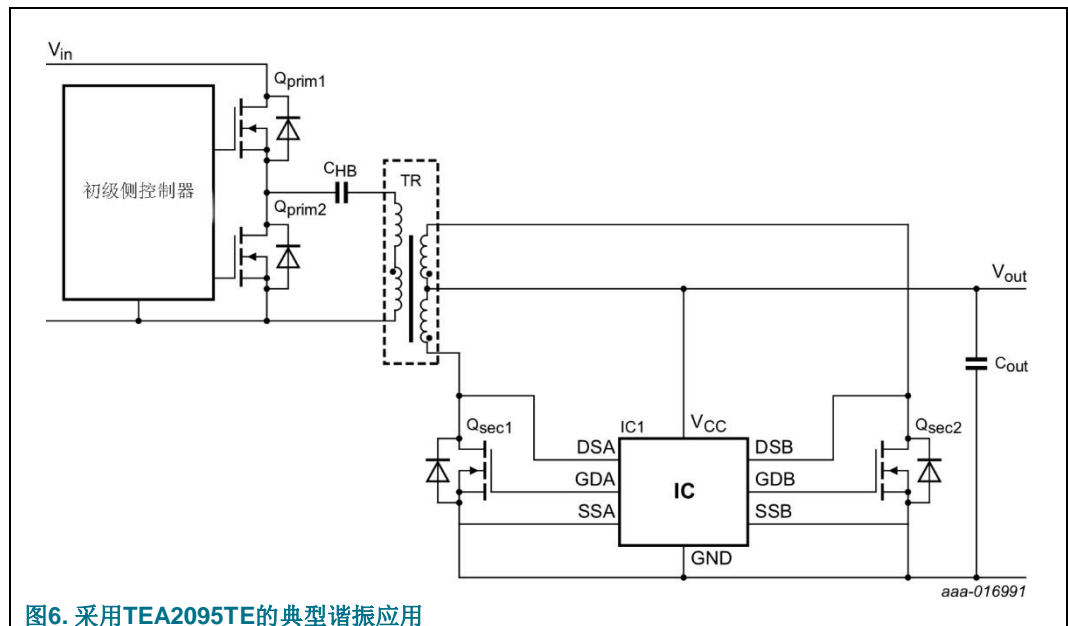 Vin
Qprim1
初级侧控制器
CHB
TR
Qprim2
Vout
Cout
Qsec1
IC1
VCC
Qsec2
DSA
DSB
GDA
IC
GDB
SSA
SSB
GND
aaa-016991
图6. 采用TEA2095TE的典型谐振应用